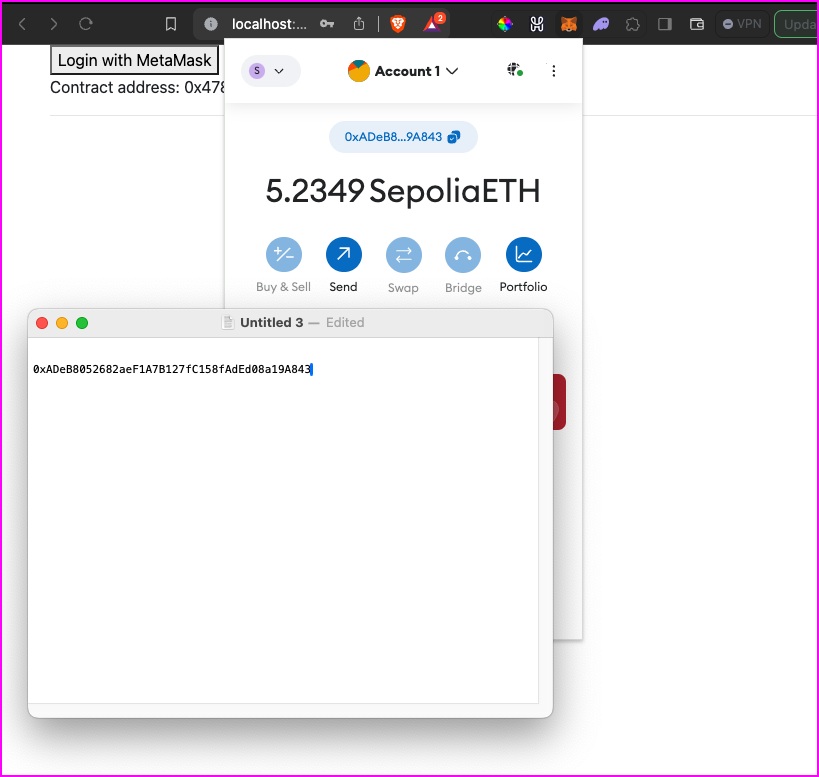 localhost:...
2
VPN
Upda
Login with MetaMask
Contract address: 0x478
S
Account 1
0xADeB8...9A843
5.2349 SepoliaETH
Buy & Sell
Send
Swap
Bridge
Portfolio
Untitled 3 — Edited
0xADeB8052682aeF1A7B127fC158fAdEd08a19A843